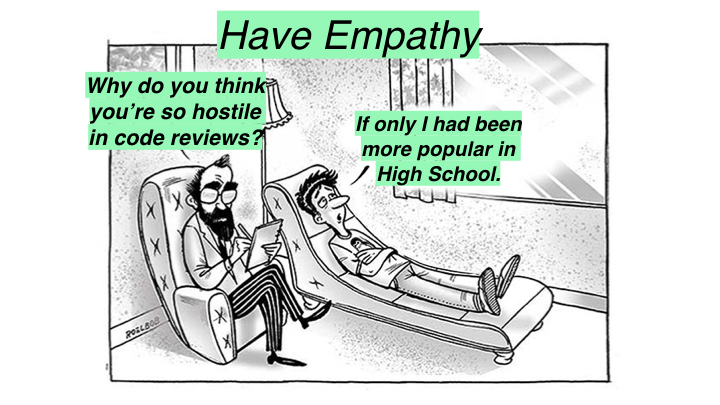 Have Empathy
Why do you think
you're so hostile
in code reviews?
If only I had been
more popular in
High School.